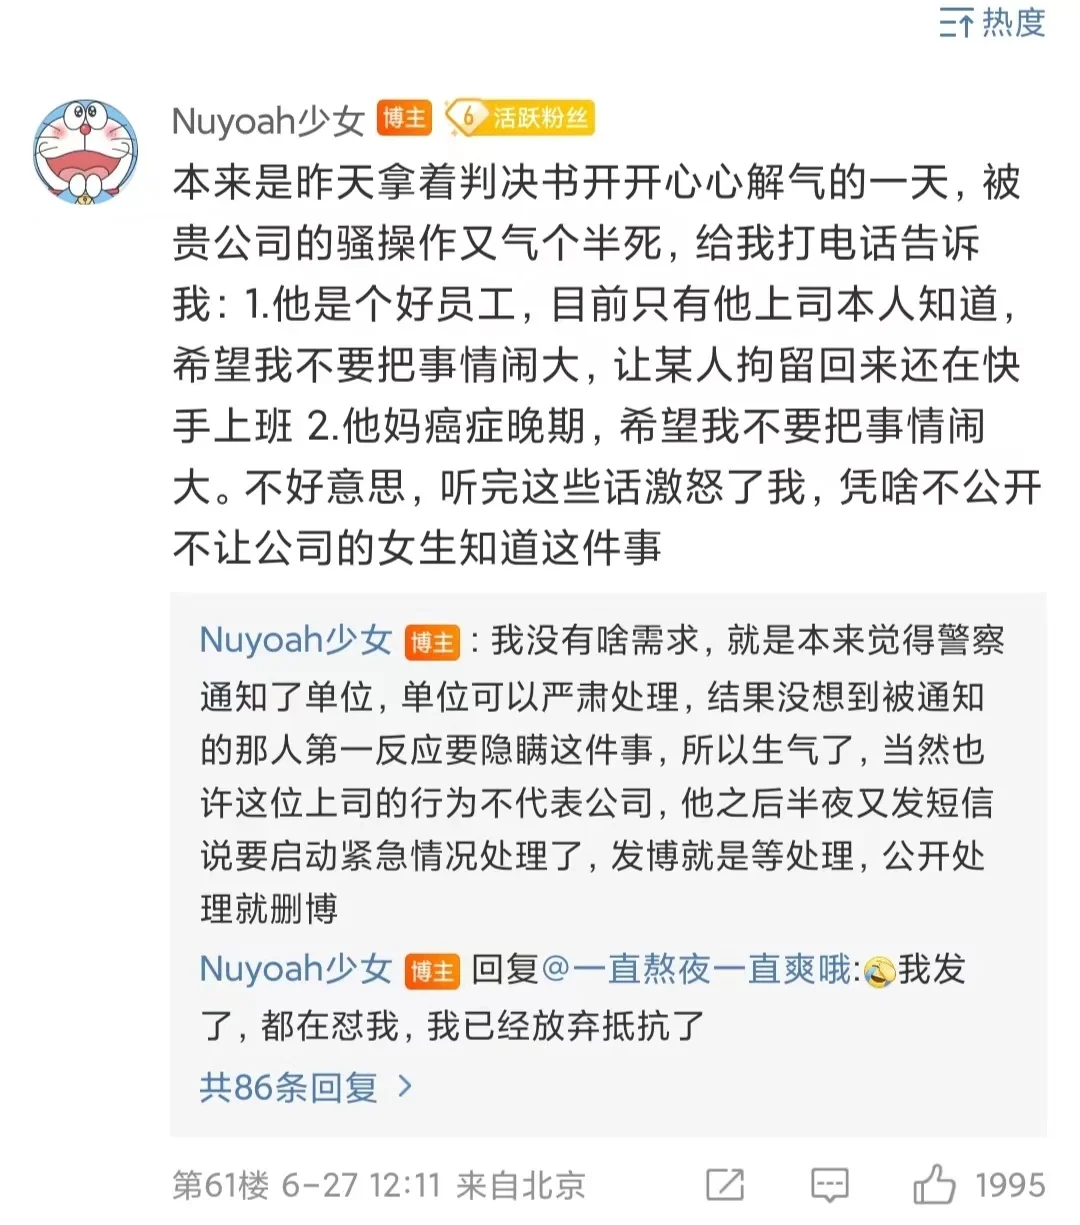 热度
Nuyoah少女 博主 6 活跃粉丝
本来是昨天拿着判决书开开心心解气的一天，被
贵公司的骚操作又气个半死，给我打电话告诉
我：1.他是个好员工，目前只有他上司本人知道，
希望我不要把事情闹大，让某人拘留回来还在快
手上班 2.他妈癌症晚期，希望我不要把事情闹
大。不好意思，听完这些话激怒了我，凭啥不公开
不让公司的女生知道这件事
Nuyoah少女 博主：我没有啥需求，就是本来觉得警察
通知了单位，单位可以严肃处理，结果没想到被通知
的那人第一反应要隐瞒这件事，所以生气了，当然也
许这位上司的行为不代表公司，他之后半夜又发短信
说要启动紧急情况处理了，发博就是等处理，公开处
理就删博
Nuyoah少女 博主 回复@一直熬夜一直爽哦:🤣我发
了，都在怼我，我已经放弃抵抗了
共86条回复 >
第61楼 6-27 12:11 来自北京 1995